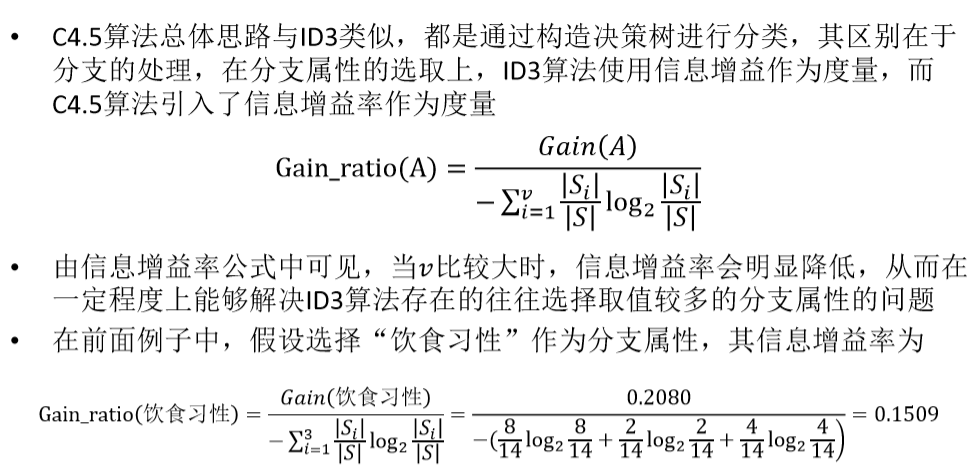 • C4.5算法总体思路与ID3类似，都是通过构造决策树进行分类，其区别在于
分支的处理，在分支属性的选取上，ID3算法使用信息增益作为度量，而
C4.5算法引入了信息增益率作为度量
Gain_ratio(A) = \frac{Gain(A)}{-\sum_{i=1}^{v} \frac{|S_i|}{|S|} \log_2 \frac{|S_i|}{|S|}}
• 由信息增益率公式中可见，当v比较大时，信息增益率会明显降低，从而在
一定程度上能够解决ID3算法存在的往往选择取值较多的分支属性的问题
• 在前面例子中，假设选择“饮食习性”作为分支属性，其信息增益率为
Gain_ratio(饮食习性) = \frac{Gain(饮食习性)}{-\sum_{i=1}^{3} \frac{|S_i|}{|S|} \log_2 \frac{|S_i|}{|S|}} = \frac{0.2080}{-(\frac{8}{14} \log_2 \frac{8}{14} + \frac{2}{14} \log_2 \frac{2}{14} + \frac{4}{14} \log_2 \frac{4}{14})} = 0.1509